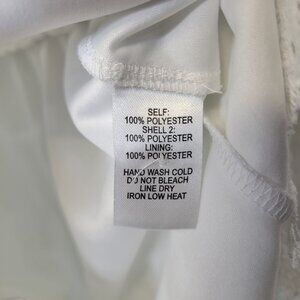 SELF:
100% POLYESTER
SHELL 2:
100% POLYESTER
LINING:
100% POLYESTER
HAND WASH COLD
DO NOT BLEACH
LINE DRY
IRON LOW HEAT